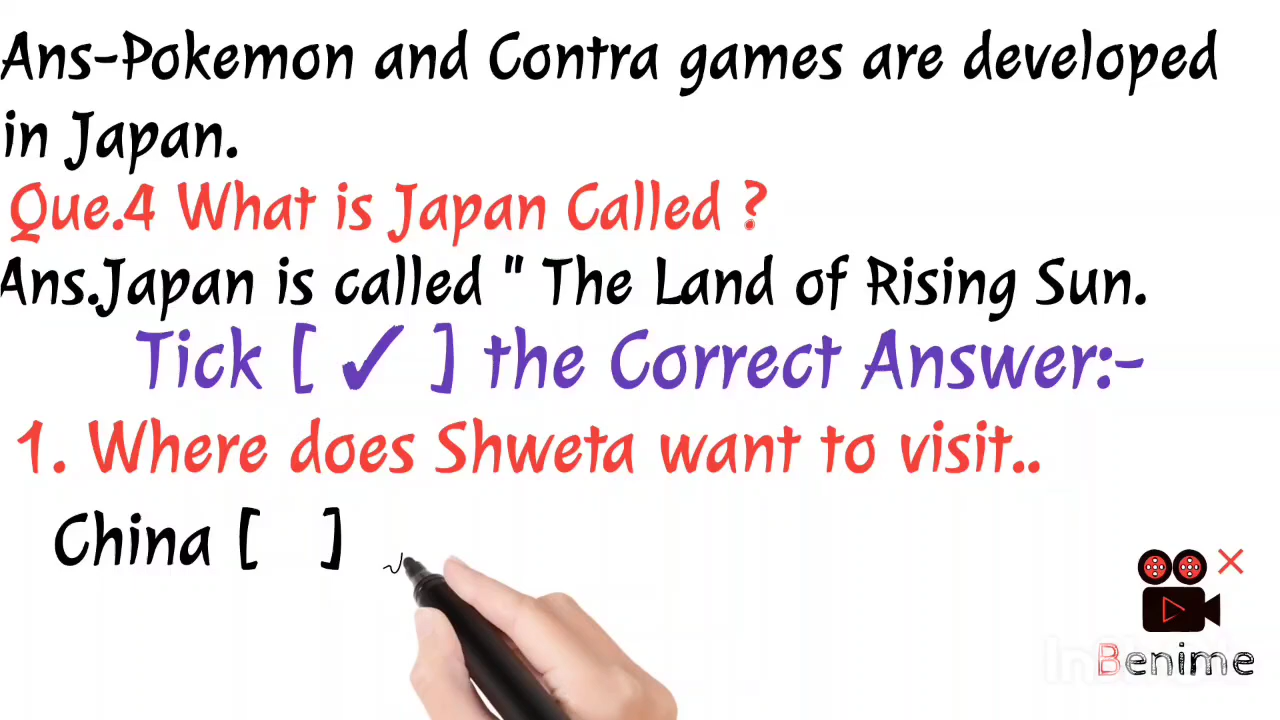 Ans-Pokemon and Contra games are developed
in Japan.
Que.4 What is Japan Called ?
Ans.Japan is called " The Land of Rising Sun.
Tick [ ✓ ] the Correct Answer:-
1. Where does Shweta want to visit..
China [ ]
Benime